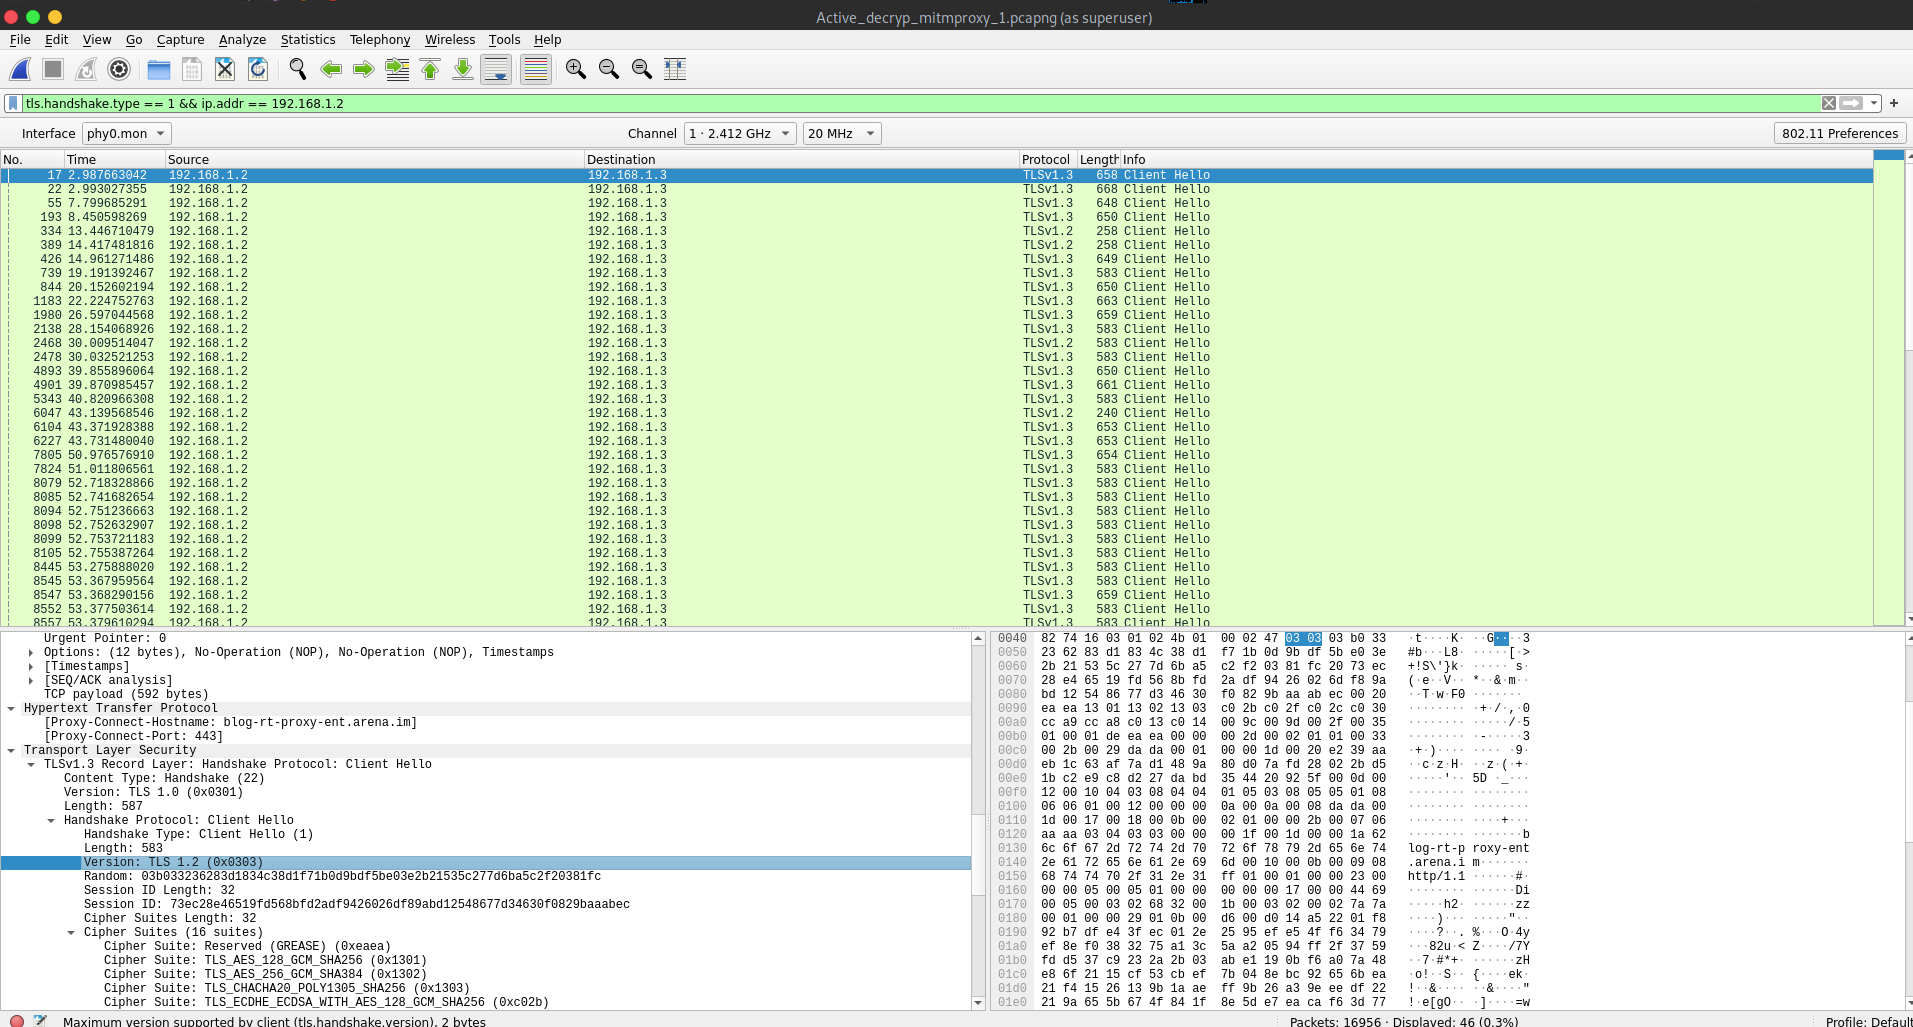 Active_decryp_mitmproxy_1.pcapng (as superuser)
File Edit View Go Capture Analyze Statistics Telephony Wireless Tools Help
tls.handshake.type == 1 && ip.addr == 192.168.1.2
Interface phy0.mon Channel 1 · 2.412 GHz 20 MHz 802.11 Preferences
No. Time Source Destination Protocol Length Info
17 2.987663042 192.168.1.2 192.168.1.3 TLSv1.3 658 Client Hello
22 2.993027355 192.168.1.2 192.168.1.3 TLSv1.3 668 Client Hello
55 7.799685291 192.168.1.2 192.168.1.3 TLSv1.3 648 Client Hello
193 8.450598269 192.168.1.2 192.168.1.3 TLSv1.3 650 Client Hello
334 13.446710479 192.168.1.2 192.168.1.3 TLSv1.2 258 Client Hello
389 14.417481816 192.168.1.2 192.168.1.3 TLSv1.2 258 Client Hello
426 14.961271486 192.168.1.2 192.168.1.3 TLSv1.3 649 Client Hello
739 19.191392467 192.168.1.2 192.168.1.3 TLSv1.3 583 Client Hello
844 20.152602194 192.168.1.2 192.168.1.3 TLSv1.3 650 Client Hello
1183 22.224752763 192.168.1.2 192.168.1.3 TLSv1.3 663 Client Hello
1980 26.597044568 192.168.1.2 192.168.1.3 TLSv1.3 659 Client Hello
2138 28.154068926 192.168.1.2 192.168.1.3 TLSv1.3 583 Client Hello
2468 30.009514047 192.168.1.2 192.168.1.3 TLSv1.2 583 Client Hello
2478 30.032521253 192.168.1.2 192.168.1.3 TLSv1.3 583 Client Hello
4893 39.855896064 192.168.1.2 192.168.1.3 TLSv1.3 650 Client Hello
4901 39.870985457 192.168.1.2 192.168.1.3 TLSv1.3 661 Client Hello
5343 40.820966308 192.168.1.2 192.168.1.3 TLSv1.3 583 Client Hello
6047 43.139568546 192.168.1.2 192.168.1.3 TLSv1.2 240 Client Hello
6104 43.371928388 192.168.1.2 192.168.1.3 TLSv1.3 653 Client Hello
6227 43.731480040 192.168.1.2 192.168.1.3 TLSv1.3 653 Client Hello
7805 50.976576910 192.168.1.2 192.168.1.3 TLSv1.3 654 Client Hello
7824 51.011806561 192.168.1.2 192.168.1.3 TLSv1.3 583 Client Hello
8079 52.718328866 192.168.1.2 192.168.1.3 TLSv1.3 583 Client Hello
8085 52.741682654 192.168.1.2 192.168.1.3 TLSv1.3 583 Client Hello
8094 52.751236663 192.168.1.2 192.168.1.3 TLSv1.3 583 Client Hello
8098 52.752632907 192.168.1.2 192.168.1.3 TLSv1.3 583 Client Hello
8099 52.753721183 192.168.1.2 192.168.1.3 TLSv1.3 583 Client Hello
8105 52.755387264 192.168.1.2 192.168.1.3 TLSv1.3 583 Client Hello
8445 53.275888020 192.168.1.2 192.168.1.3 TLSv1.3 583 Client Hello
8545 53.367959564 192.168.1.2 192.168.1.3 TLSv1.3 583 Client Hello
8547 53.368290156 192.168.1.2 192.168.1.3 TLSv1.3 659 Client Hello
8552 53.377503614 192.168.1.2 192.168.1.3 TLSv1.3 583 Client Hello
8557 53.379610294 192.168.1.2 192.168.1.3 TLSv1.3 583 Client Hello
Urgent Pointer: 0
Options: (12 bytes), No-Operation (NOP), No-Operation (NOP), Timestamps
[Timestamps]
[SEQ/ACK analysis]
TCP payload (592 bytes)
Hypertext Transfer Protocol
[Proxy-Connect-Hostname: blog-rt-proxy-ent.arena.im]
[Proxy-Connect-Port: 443]
Transport Layer Security
TLSv1.3 Record Layer: Handshake Protocol: Client Hello
Content Type: Handshake (22)
Version: TLS 1.0 (0x0301)
Length: 587
Handshake Protocol: Client Hello
Handshake Type: Client Hello (1)
Length: 583
Version: TLS 1.2 (0x0303)
Random: 03b033236283d1834c38d1f71b0d9bdf5be03e2b21535c277d6ba5c2f20381fc
Session ID Length: 32
Session ID: 73ec28e46519fd568bfd2adf9426026df89abd12548677d34630f0829baaabec
Cipher Suites Length: 32
Cipher Suites (16 suites)
Cipher Suite: Reserved (GREASE) (0xeaea)
Cipher Suite: TLS_AES_128_GCM_SHA256 (0x1301)
Cipher Suite: TLS_AES_256_GCM_SHA384 (0x1302)
Cipher Suite: TLS_CHACHA20_POLY1305_SHA256 (0x1303)
Cipher Suite: TLS_ECDHE_ECDSA_WITH_AES_128_GCM_SHA256 (0xc02b)
0040 82 74 16 03 01 02 4b 01 00 02 47 03 03 03 b0 33 ·t····K· ··G····3
0050 23 62 83 d1 83 4c 38 d1 f7 1b 0d 9b df 5b e0 3e #b···L8· ·····[·>
0060 2b 21 53 5c 27 7d 6b a5 c2 f2 03 81 fc 20 73 ec +!S\'}k· ····· s·
0070 28 e4 65 19 fd 56 8b fd 2a df 94 26 02 6d f8 9a (·e··V·· *··&·m··
0080 bd 12 54 86 77 d3 46 30 f0 82 9b aa ab ec 00 20 ··T·w·F0 ·······
0090 ea ea 13 01 13 02 13 03 c0 2b c0 2f c0 2c c0 30 ········ ·+·/·,·0
00a0 cc a9 cc a8 c0 13 c0 14 00 9c 00 9d 00 2f 00 35 ········ ·····/·5
00b0 01 00 01 de ea ea 00 00 00 2d 00 02 01 01 00 33 ········ ·-·····3
00c0 00 2b 00 29 da da 00 01 00 00 1d 00 20 e2 39 aa ·+·)···· ···· ·9·
00d0 eb 1c 63 af 7a d1 48 9a 80 d0 7a fd 28 02 2b d5 ··c·z·H· ··z·(·+·
00e0 1b c2 e9 c8 d2 27 da bd 35 44 20 92 5f 00 0d 00 ·····'·· 5D ·_···
00f0 12 00 10 04 03 08 04 04 01 05 03 08 05 05 01 08 ········ ········
0100 06 06 01 00 12 00 00 00 0a 00 0a 00 08 da da 00 ········ ········
0110 1d 00 17 00 18 00 0b 00 02 01 00 00 2b 00 07 06 ········ ····+···
0120 aa aa 03 04 03 03 00 00 00 1f 00 1d 00 00 1a 62 ········ ·······b
0130 6c 6f 67 2d 72 74 2d 70 72 6f 78 79 2d 65 6e 74 log-rt-p roxy-ent
0140 2e 61 72 65 6e 61 2e 69 6d 00 10 00 0b 00 09 08 .arena.i m·······
0150 68 74 74 70 2f 31 2e 31 ff 01 00 01 00 00 23 00 http/1.1 ······#·
0160 00 00 05 00 05 01 00 00 00 00 00 17 00 00 44 69 ········ ······Di
0170 00 05 00 03 02 68 32 00 1b 00 03 02 00 02 7a 7a ·····h2· ······zz
0180 00 01 00 00 29 01 0b 00 d6 00 d0 14 a5 22 01 f8 ····)··· ·····"··
0190 92 b7 df e4 3f ec 01 2e 25 95 ef e5 4f f6 34 79 ····?··. %···O·4y
01a0 ef 8e f0 38 32 75 a1 3c 5a a2 05 94 ff 2f 37 59 ···82u·< Z····/7Y
01b0 fd d5 37 c9 23 2a 2b 03 ab e1 19 0b f6 a0 7a 48 ··7·#*+· ······zH
01c0 e8 6f 21 15 cf 53 cb ef 7b 04 8e bc 92 65 6b ea ·o!··S·· {····ek·
01d0 21 f4 15 26 13 9b 1a ae ff 9b 26 a3 9e ee df 22 !··&···· ··&····"
01e0 21 9a 65 5b 67 4f 84 1f 8e 5d e7 ea ca f6 3d 77 !·e[gO·· ·]····=w
Maximum version supported by client (tls.handshake.version), 2 bytes Packets: 16956 · Displayed: 46 (0.3%) Profile: Default